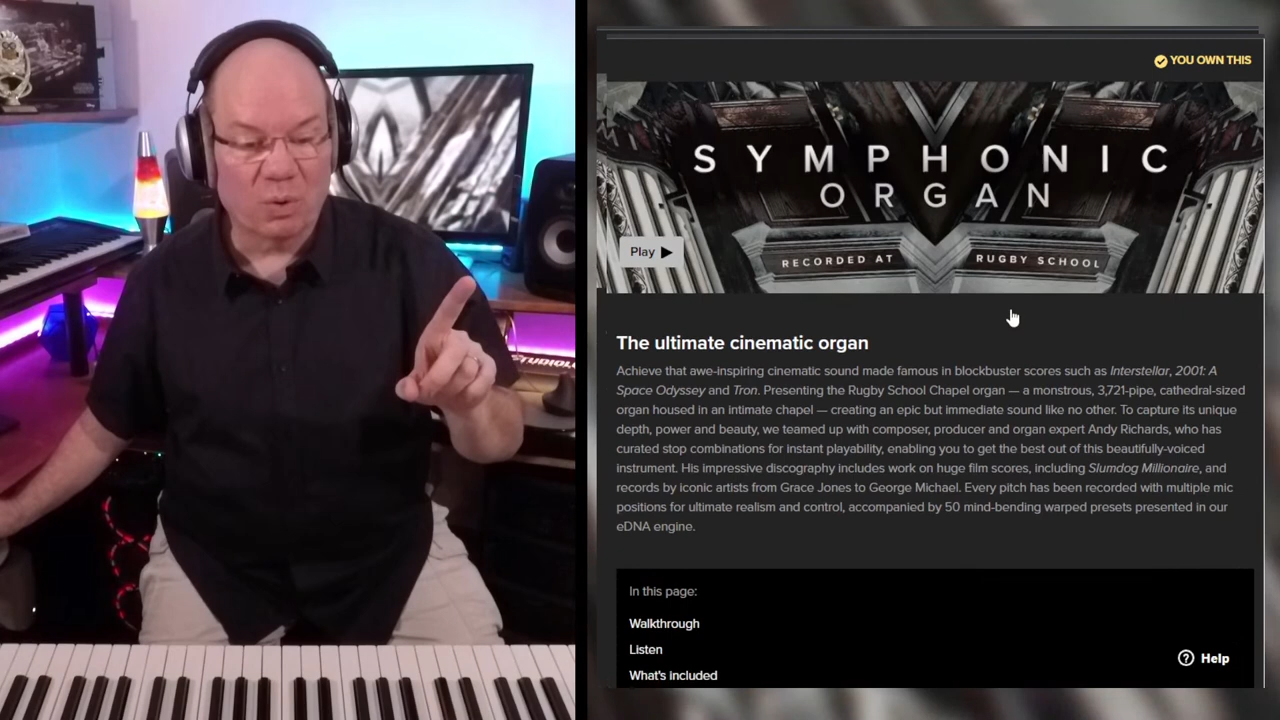 YOU OWN THIS
SYMPHONIC
ORGAN
Play
RECORDED AT RUGBY SCHOOL
The ultimate cinematic organ
Achieve that awe-inspiring cinematic sound made famous in blockbuster scores such as Interstellar, 2001: A
Space Odyssey and Tron. Presenting the Rugby School Chapel organ — a monstrous, 3,721-pipe, cathedral-sized
organ housed in an intimate chapel — creating an epic but immediate sound like no other. To capture its unique
depth, power and beauty, we teamed up with composer, producer and organ expert Andy Richards, who has
curated stop combinations for instant playability, enabling you to get the best out of this beautifully-voiced
instrument. His impressive discography includes work on huge film scores, including Slumdog Millionaire, and
records by iconic artists from Grace Jones to George Michael. Every pitch has been recorded with multiple mic
positions for ultimate realism and control, accompanied by 50 mind-bending warped presets presented in our
eDNA engine.
In this page:
Walkthrough
Listen
What's included
Help